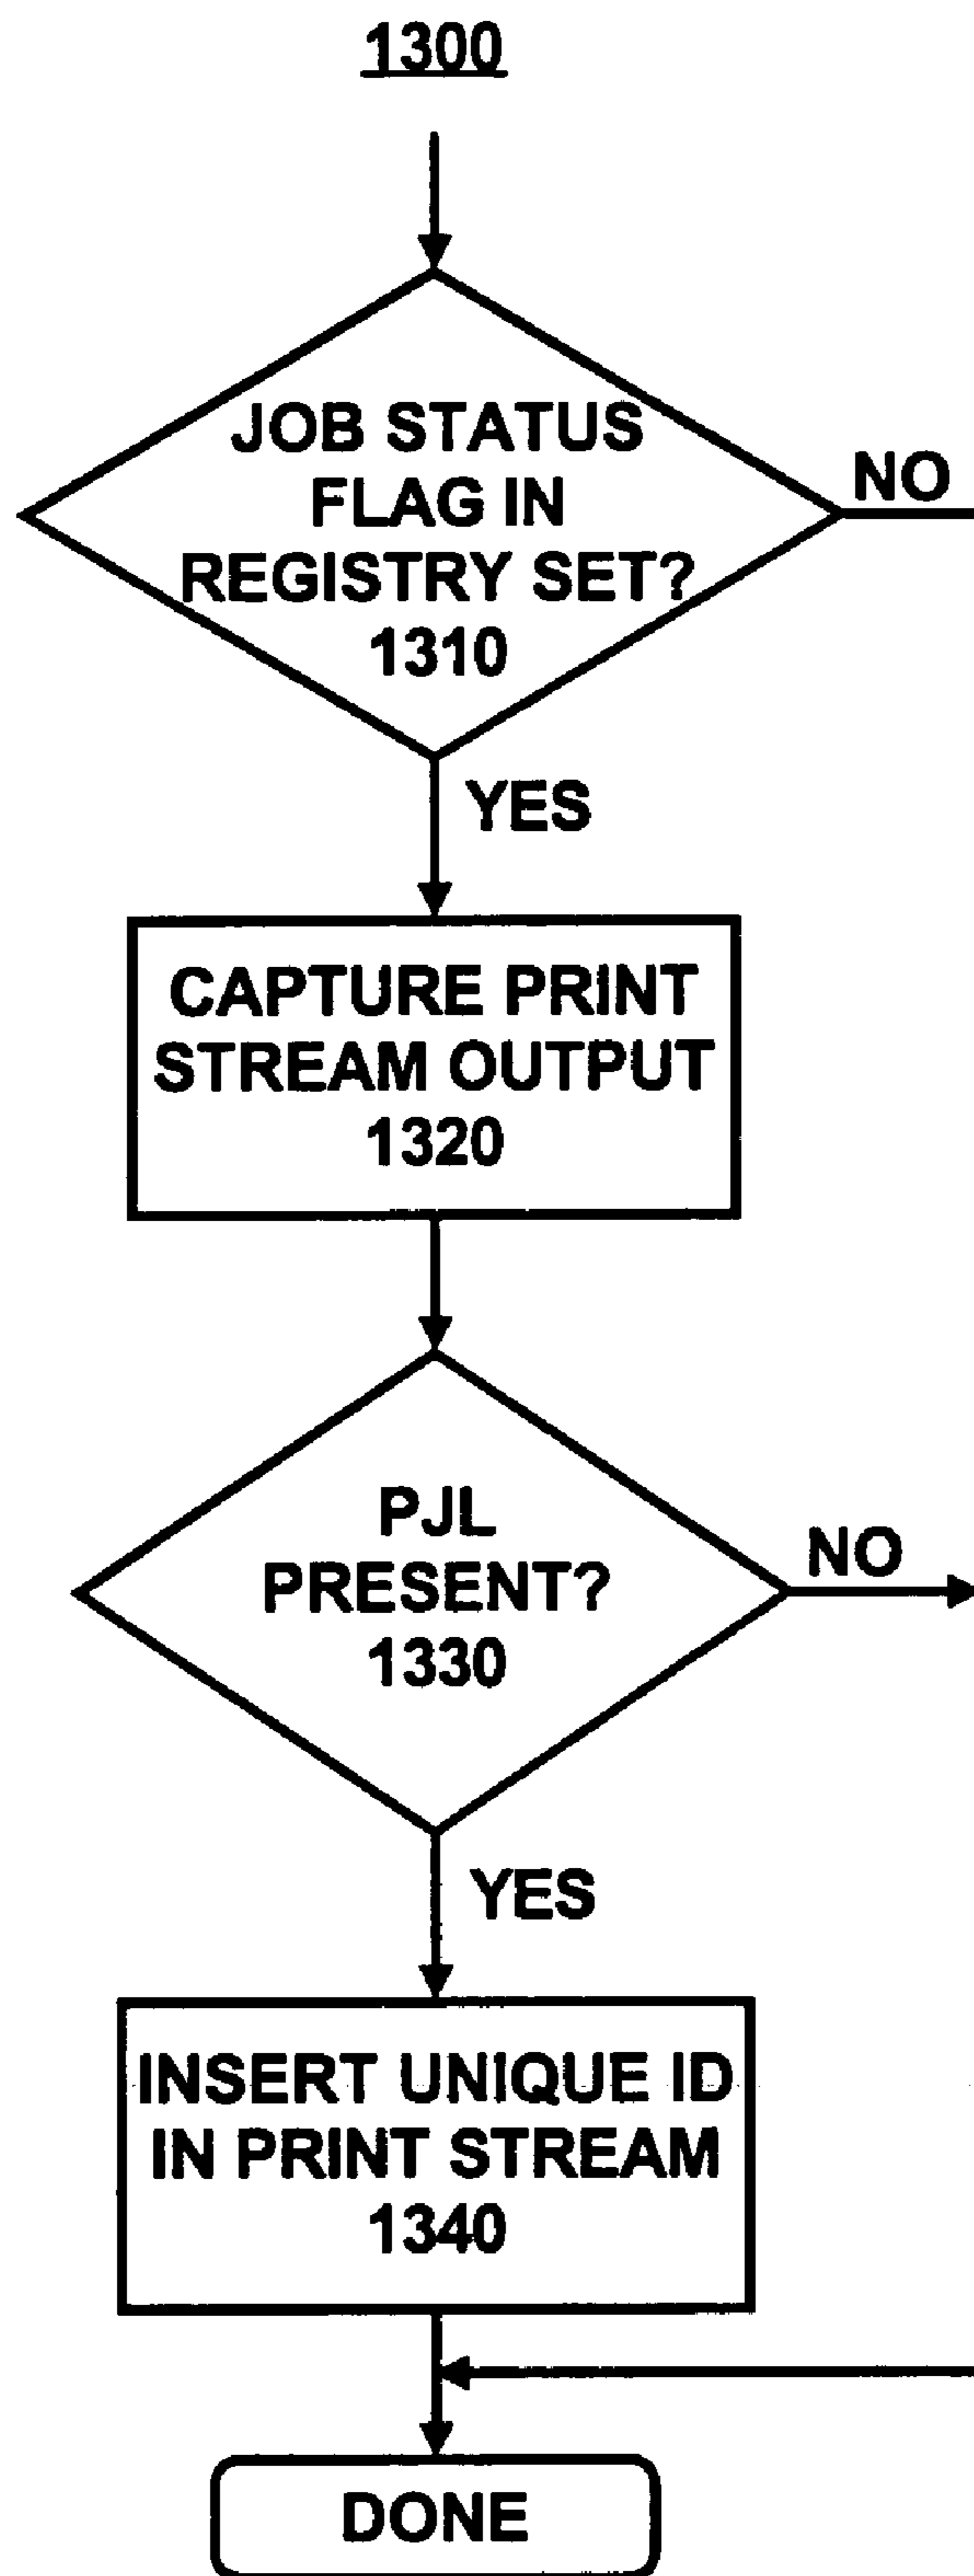 1300
JOB STATUS
FLAG IN
REGISTRY SET?
1310
NO
YES
CAPTURE PRINT
STREAM OUTPUT
1320
PJL
PRESENT?
1330
NO
YES
INSERT UNIQUE ID
IN PRINT STREAM
1340
DONE